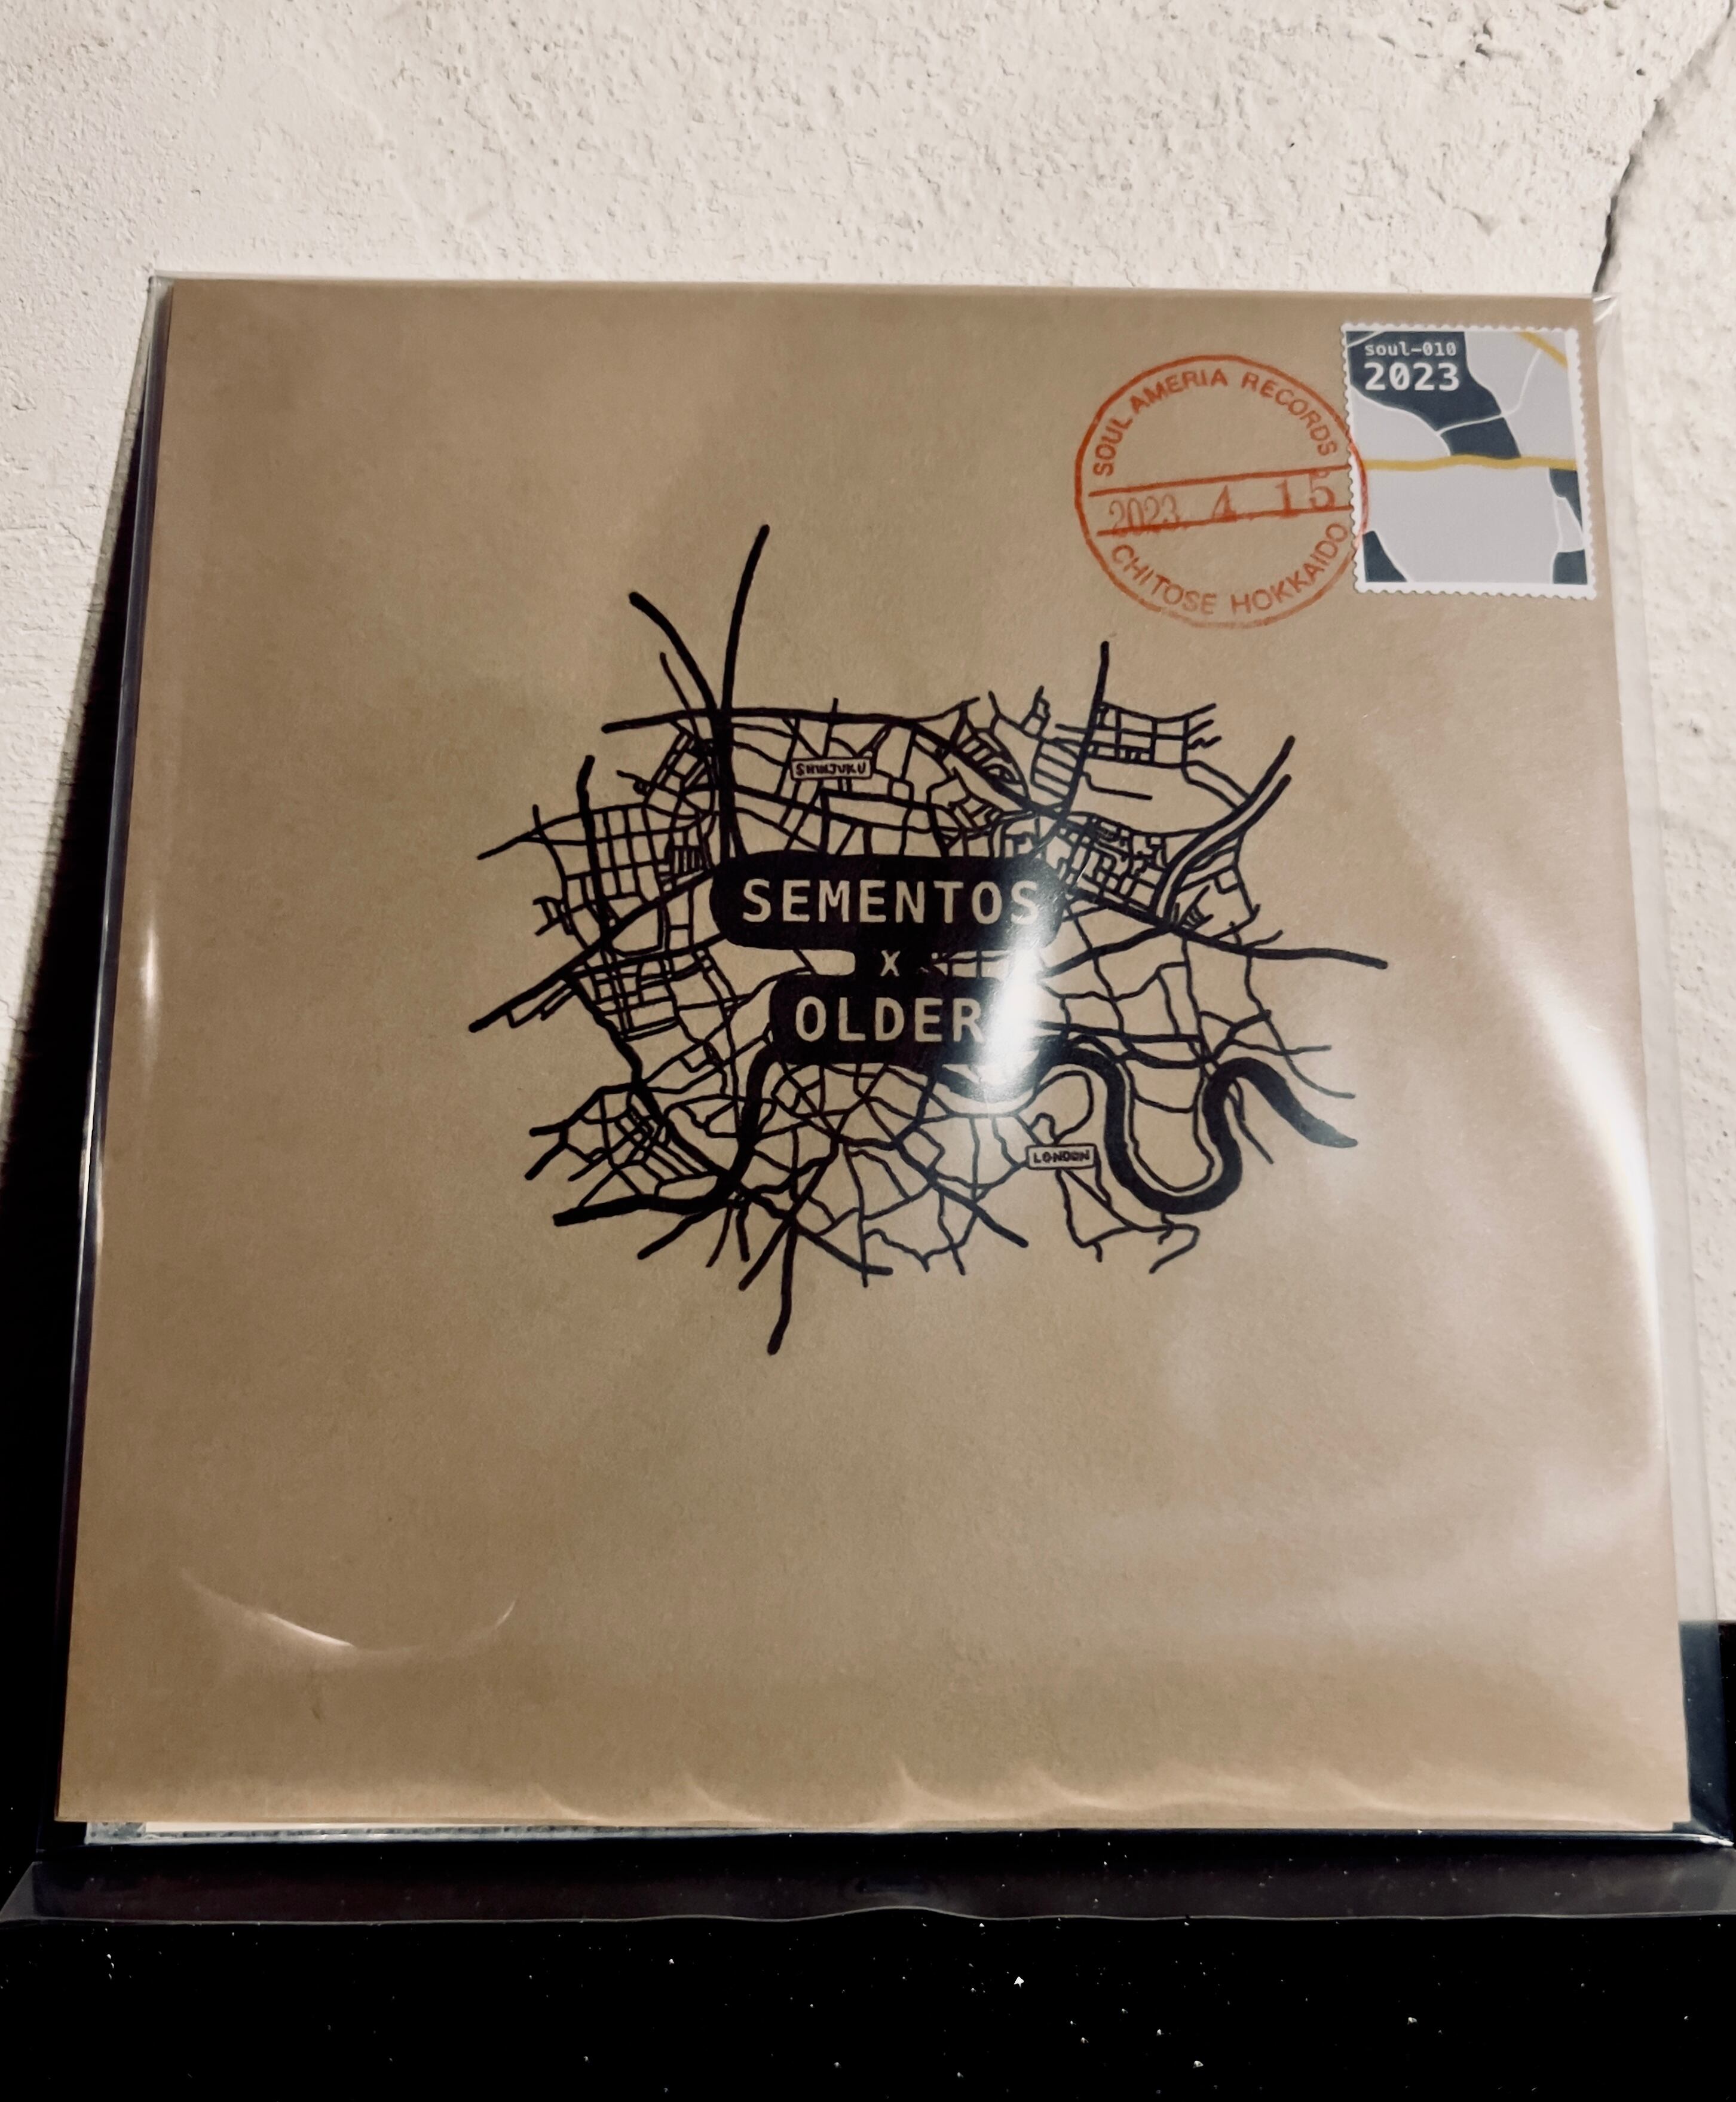 soul-010
2023
SOUL AMERIA RECORDS
2023. 4. 15
CHITOSE HOKKAIDO
SHINJUKU
SEMENTOS
x
OLDER
LONDON